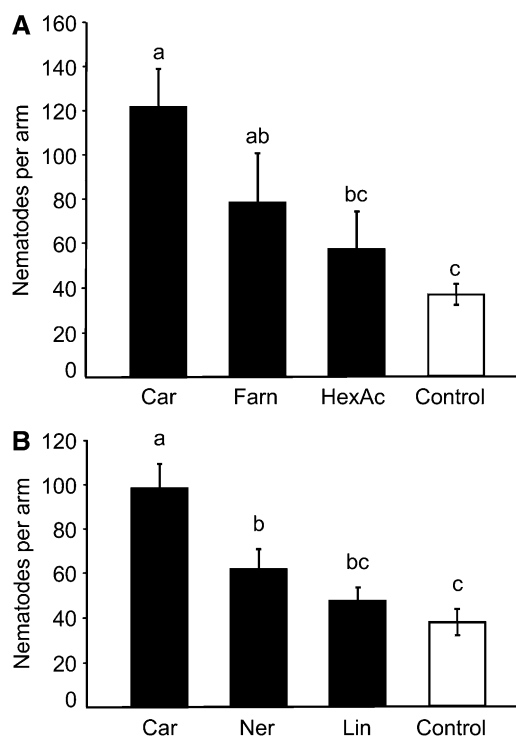 A
Nematodes per arm
160
140
120
100
80
60
40
20
0
a
ab
bc
c
Car Farn HexAc Control
B
Nematodes per arm
120
100
80
60
40
20
0
a
b
bc
c
Car Ner Lin Control